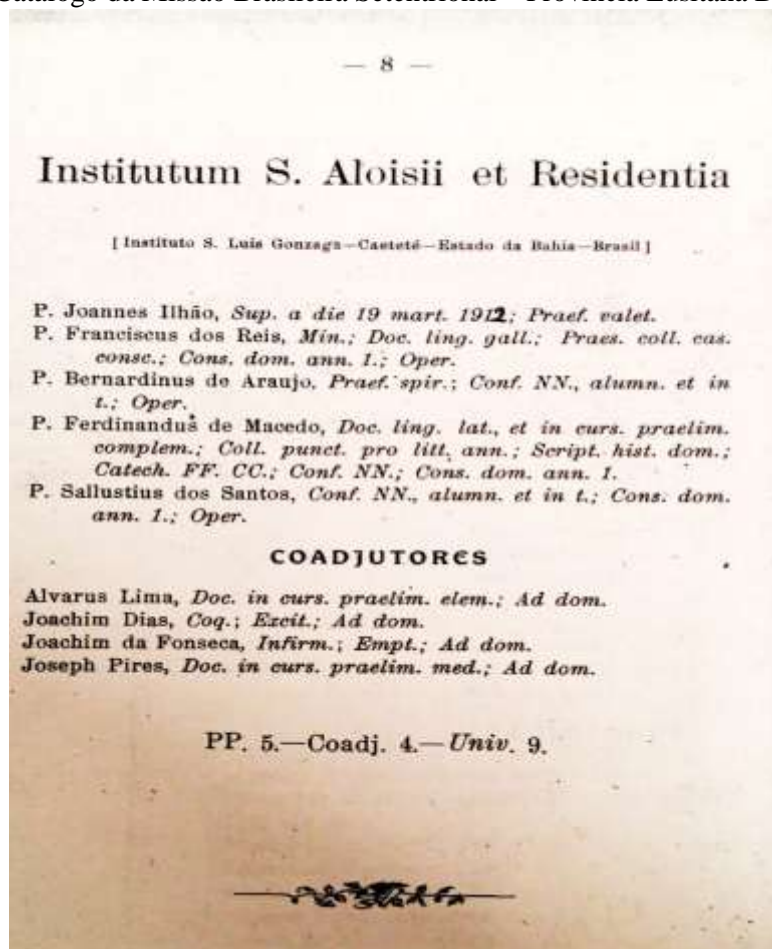 Catálogo da Missão Brasileira Setentrional - Província Lusitana
— 8 —
Institutum S. Aloisii et Residentia
[ Instituto S. Luis Gonzaga—Caeteté—Estado da Bahia—Brasil ]
P. Joannes Ilhão, Sup. a die 19 mart. 1912; Praef. valet.
P. Franciscus dos Reis, Min.; Doc. ling. gall.; Praes. coll. cas.
consc.; Cons. dom. ann. 1.; Oper.
P. Bernardinus de Araujo, Praef. spir.; Conf. NN., alumn. et in
t.; Oper.
P. Ferdinandus de Macedo, Doc. ling. lat., et in curs. praelim.
complem.; Coll. punct. pro litt. ann.; Script. hist. dom.;
Catech. FF. CC.; Conf. NN.; Cons. dom. ann. 1.
P. Sallustius dos Santos, Conf. NN., alumn. et in t.; Cons. dom.
ann. 1.; Oper.
COADJUTORES
Alvarus Lima, Doc. in curs. praelim. elem.; Ad dom.
Joachim Dias, Coq.; Excit.; Ad dom.
Joachim da Fonseca, Infirm.; Empt.; Ad dom.
Joseph Pires, Doc. in curs. praelim. med.; Ad dom.
PP. 5.—Coadj. 4.—Univ. 9.